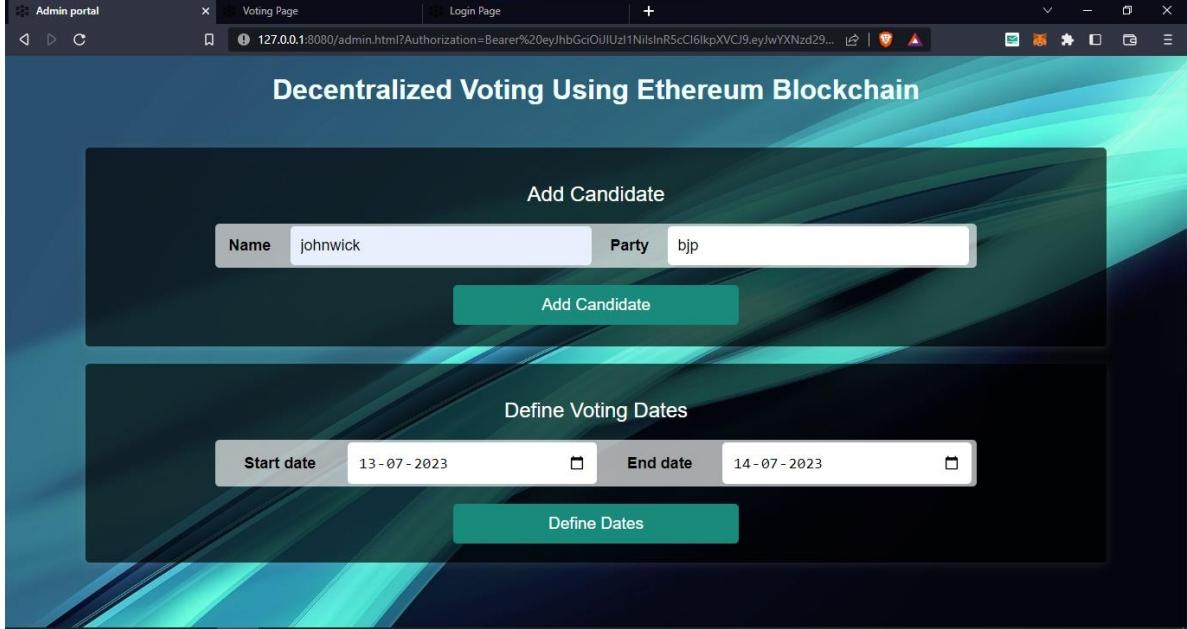 Admin portal
Voting Page
Login Page
127.0.0.1:8080/admin.html?Authorization=Bearer%20eyJhbGciOiJIUzI1NiIsInR5cCI6IkpXVCJ9.eyJwYXNzd29...
Decentralized Voting Using Ethereum Blockchain
Add Candidate
Name johnwick Party bjp
Add Candidate
Define Voting Dates
Start date 13-07-2023 End date 14-07-2023
Define Dates